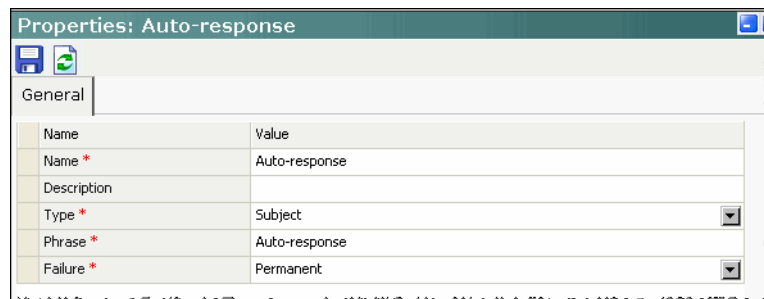 Properties: Auto-response
General
Name Value
Name * Auto-response
Description
Type * Subject
Phrase * Auto-response
Failure * Permanent